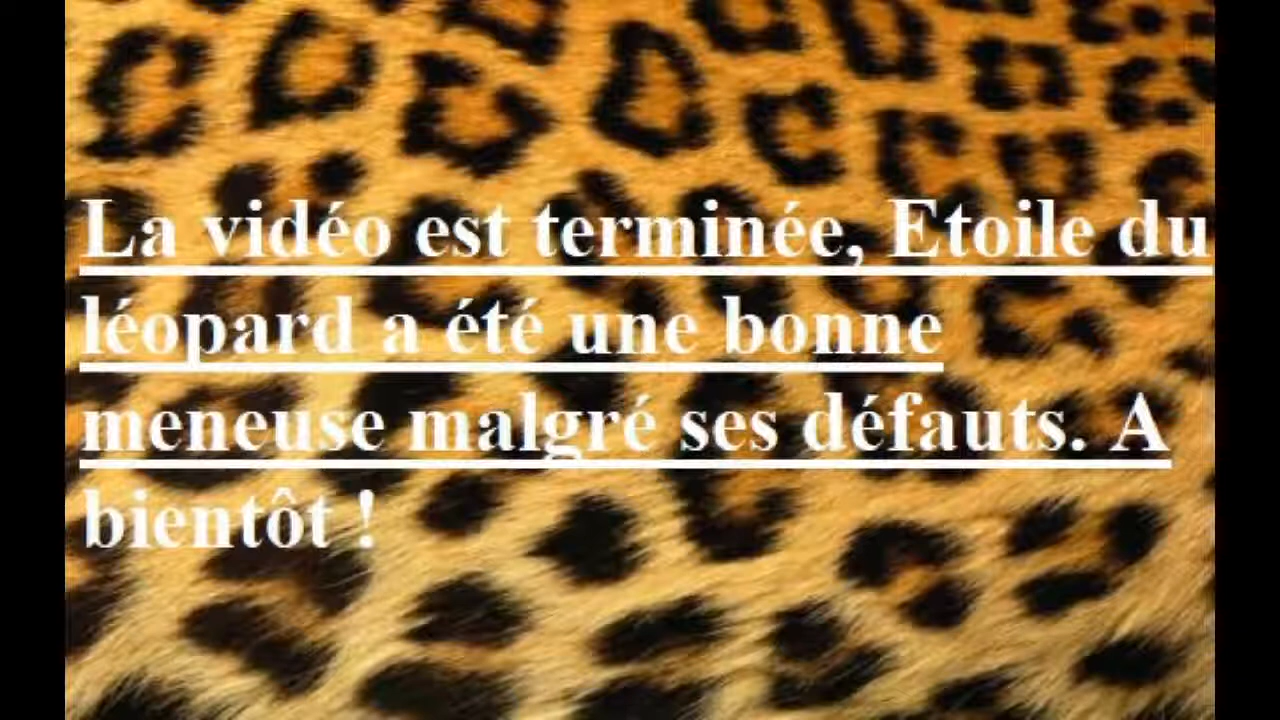 La vidéo est terminée, Etoile du
léopard a été une bonne
meneuse malgré ses défauts. A
bientôt !